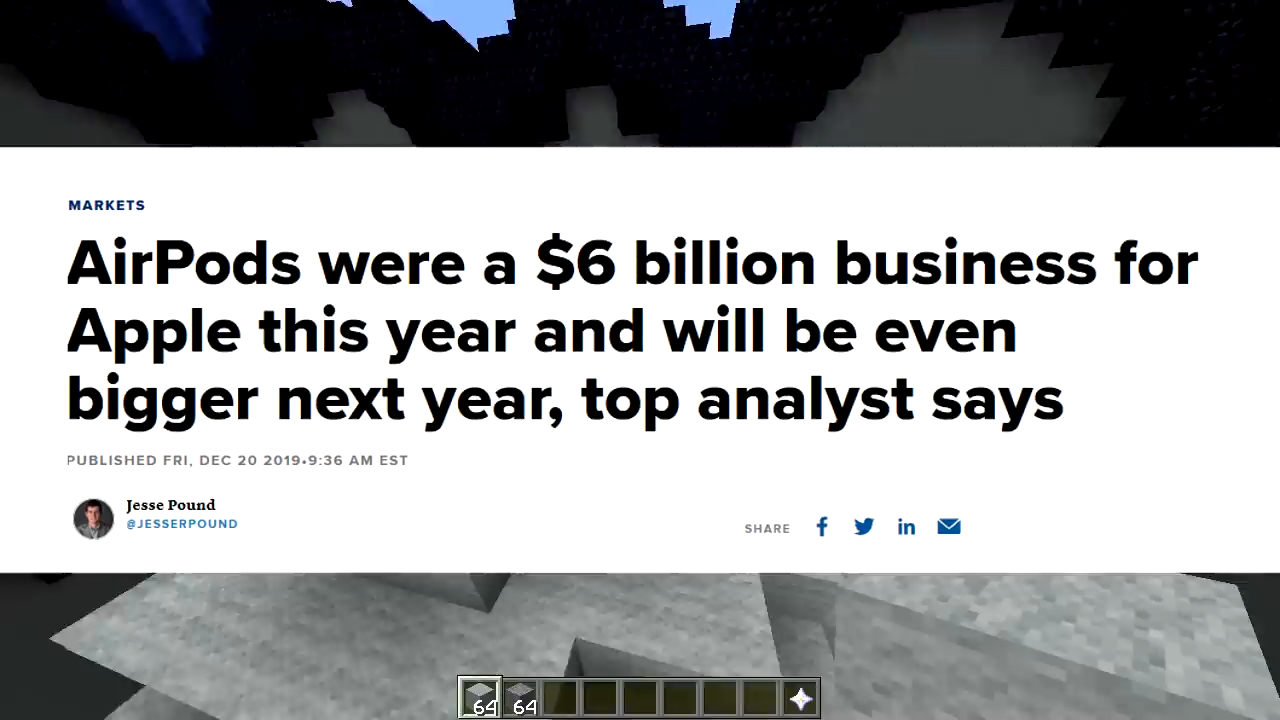 MARKETS
AirPods were a $6 billion business for
Apple this year and will be even
bigger next year, top analyst says
PUBLISHED FRI, DEC 20 2019•9:36 AM EST
Jesse Pound
@JESSERPOUND
SHARE
64 64